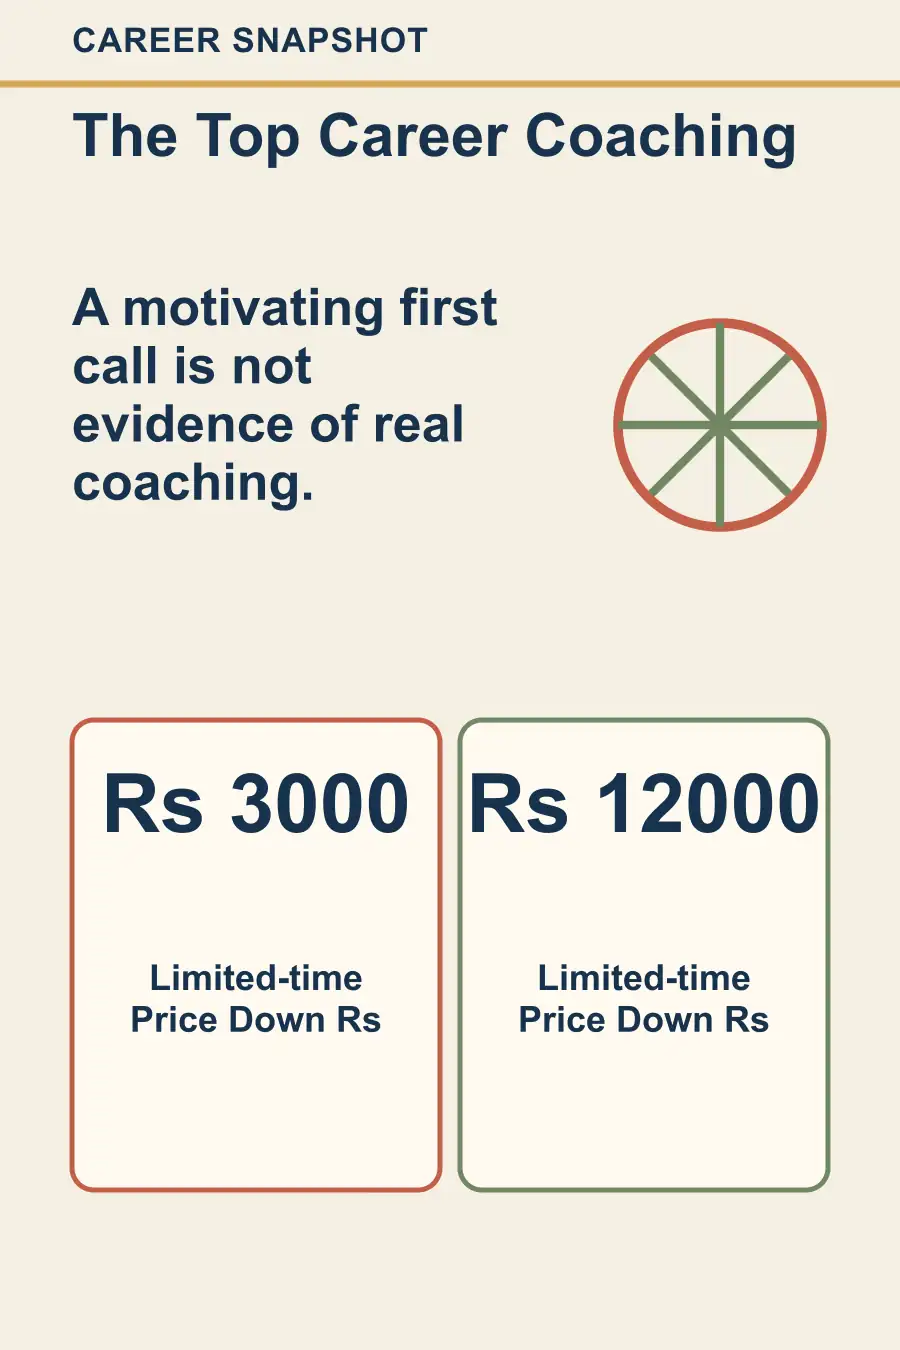 CAREER SNAPSHOT
The Top Career Coaching
A motivating first
call is not
evidence of real
coaching.
Rs 3000
Limited-time
Price Down Rs
Rs 12000
Limited-time
Price Down Rs